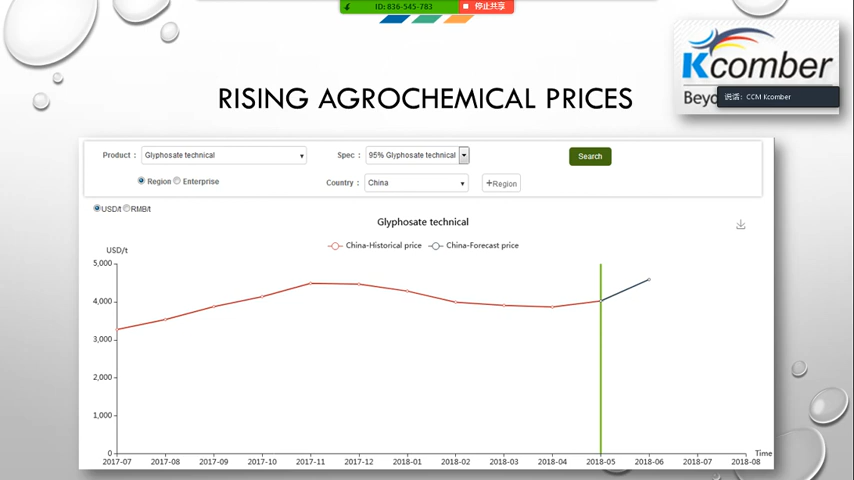 ID: 836-545-783 停止共享
Kcomber
Beyo
说话: CCM Kcomber
RISING AGROCHEMICAL PRICES
Product : Glyphosate technical Spec : 95% Glyphosate technical Search
Region Enterprise Country : China +Region
USD/t RMB/t
Glyphosate technical
China-Historical price China-Forecast price
USD/t
5,000
4,000
3,000
2,000
1,000
0
Time
2017-07 2017-08 2017-09 2017-10 2017-11 2017-12 2018-01 2018-02 2018-03 2018-04 2018-05 2018-06 2018-07 2018-08